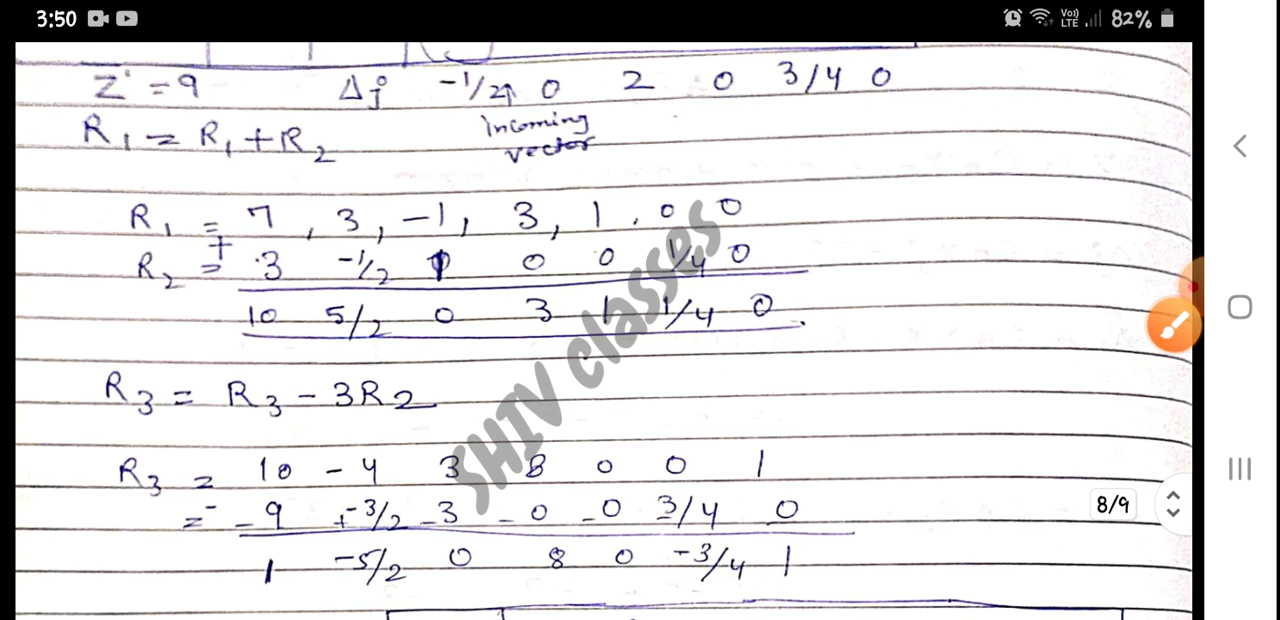 3:50 Vo) LTE 82%
Z = 9 Δj -1/2↑ 0 2 0 3/4 0
R1 = R1 + R2 Incoming vector
R1 = 7, 3, -1, 3, 1, 0 0
+
R2 = 3 -1/2 1 0 0 1/4 0
10 5/2 0 3 1 1/4 0
R3 = R3 - 3R2
R3 = 10 - 4 3 8 0 0 1
= - - 9 + -3/2 - 3 - 0 - 0 3/4 0
1 -5/2 0 8 0 -3/4 1
SHIV classes
8/9